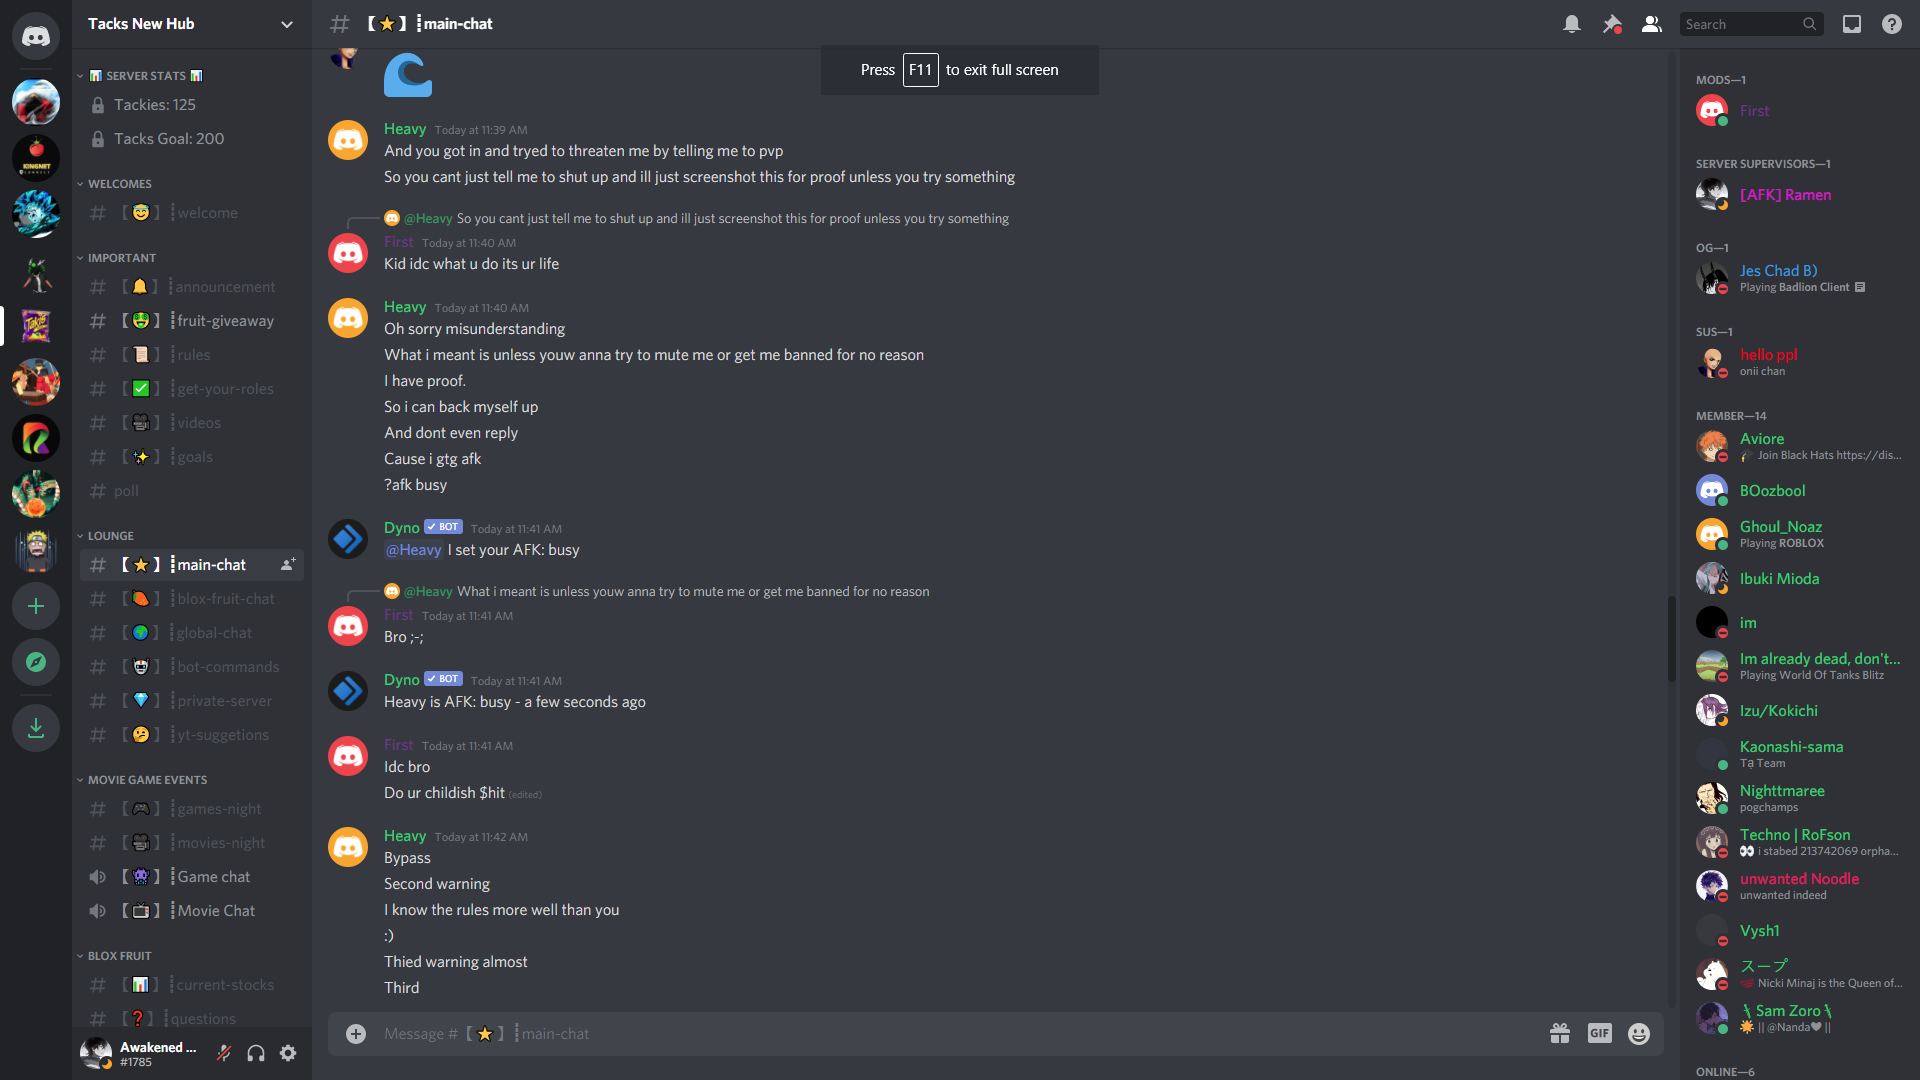 Tacks New Hub
SERVER STATS
Tackies: 125
Tacks Goal: 200
WELCOMES
welcome
IMPORTANT
announcement
fruit-giveaway
rules
get-your-roles
videos
goals
poll
LOUNGE
main-chat
blox-fruit-chat
global-chat
bot-commands
private-server
yt-suggetions
MOVIE GAME EVENTS
games-night
movies-night
Game chat
Movie Chat
BLOX FRUIT
current-stocks
questions
Awakened ...
#1785
KINGNET
Takis
# 【⭐】┋main-chat
Search
Press F11 to exit full screen
Heavy Today at 11:39 AM
And you got in and tryed to threaten me by telling me to pvp
So you cant just tell me to shut up and ill just screenshot this for proof unless you try something
@Heavy So you cant just tell me to shut up and ill just screenshot this for proof unless you try something
First Today at 11:40 AM
Kid idc what u do its ur life
Heavy Today at 11:40 AM
Oh sorry misunderstanding
What i meant is unless youw anna try to mute me or get me banned for no reason
I have proof.
So i can back myself up
And dont even reply
Cause i gtg afk
?afk busy
Dyno ✓ BOT Today at 11:41 AM
@Heavy I set your AFK: busy
@Heavy What i meant is unless youw anna try to mute me or get me banned for no reason
First Today at 11:41 AM
Bro ;-;
Dyno ✓ BOT Today at 11:41 AM
Heavy is AFK: busy - a few seconds ago
First Today at 11:41 AM
Idc bro
Do ur childish $hit (edited)
Heavy Today at 11:42 AM
Bypass
Second warning
I know the rules more well than you
:)
Thied warning almost
Third
Message #【⭐】┋main-chat
GIF
MODS—1
First
SERVER SUPERVISORS—1
[AFK] Ramen
OG—1
Jes Chad B)
Playing Badlion Client
SUS—1
hello ppl
onii chan
MEMBER—14
Aviore
Join Black Hats https://dis...
BOozbool
Ghoul_Noaz
Playing ROBLOX
Ibuki Mioda
im
Im already dead, don't...
Playing World Of Tanks Blitz
Izu/Kokichi
Kaonashi-sama
Tą Team
Nighttmaree
pogchamps
Techno | RoFson
👀 i stabed 213742069 orpha...
unwanted Noodle
unwanted indeed
Vysh1
スープ
Nicki Minaj is the Queen of...
Sam Zoro
|| @Nanda🖤 ||
ONLINE—6